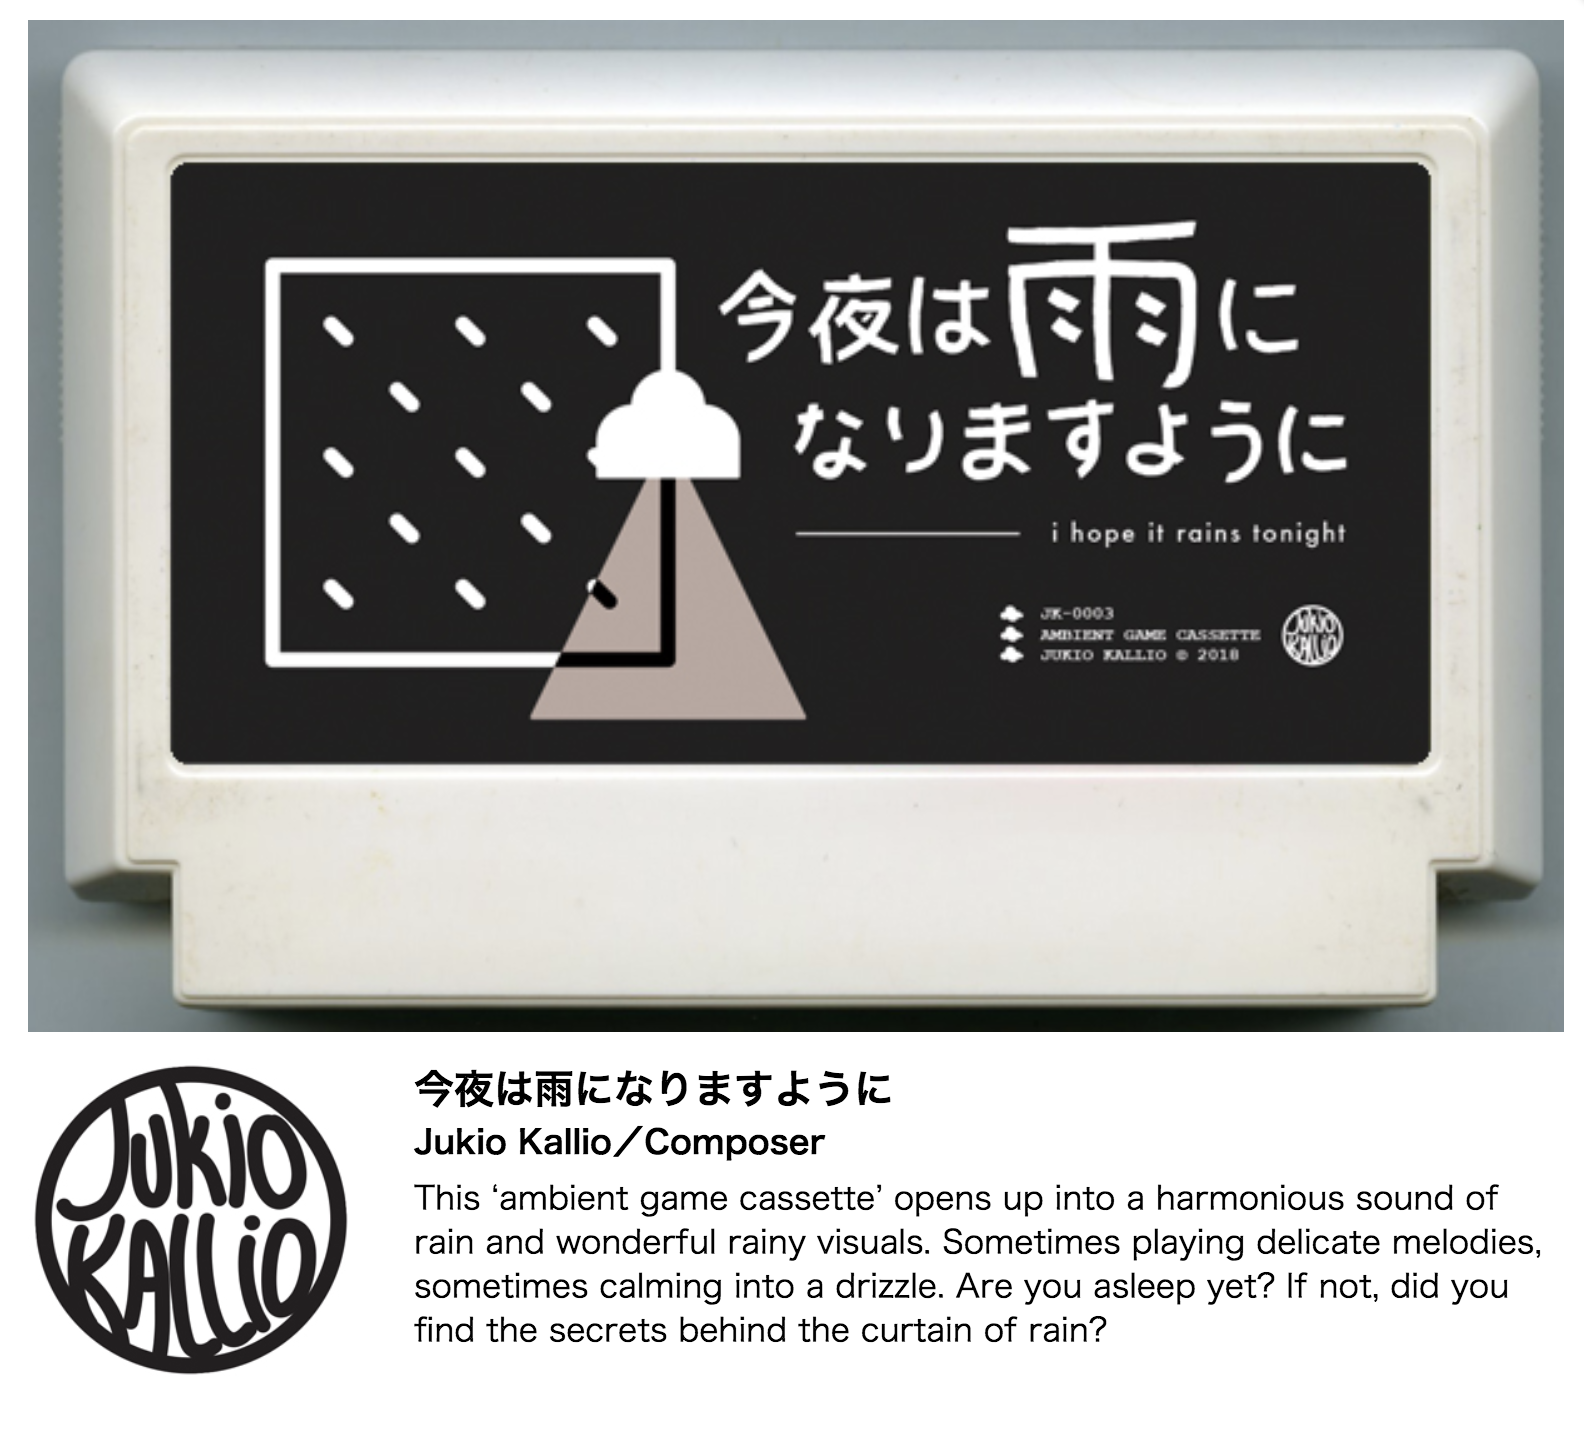 今夜は雨に
なりますように
i hope it rains tonight
JK-0003
AMBIENT GAME CASSETTE
JUKIO KALLIO © 2018
JUKiO
KALLiO
JUKiO
KALLiO
今夜は雨になりますように
Jukio Kallio／Composer
This ‘ambient game cassette’ opens up into a harmonious sound of
rain and wonderful rainy visuals. Sometimes playing delicate melodies,
sometimes calming into a drizzle. Are you asleep yet? If not, did you
find the secrets behind the curtain of rain?